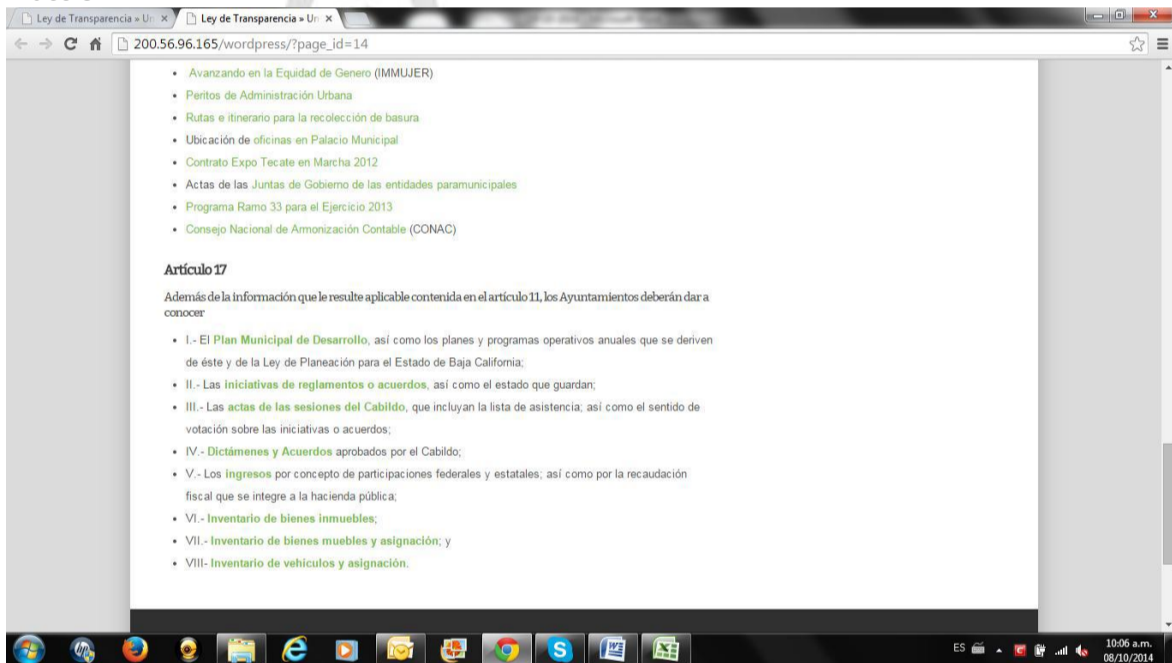 Ley de Transparencia » Un
Ley de Transparencia » Un
200.56.96.165/wordpress/?page_id=14
• Avanzando en la Equidad de Genero (IMMUJER)
• Peritos de Administración Urbana
• Rutas e itinerario para la recolección de basura
• Ubicación de oficinas en Palacio Municipal
• Contrato Expo Tecate en Marcha 2012
• Actas de las Juntas de Gobierno de las entidades paramunicipales
• Programa Ramo 33 para el Ejercicio 2013
• Consejo Nacional de Armonización Contable (CONAC)
Artículo 17
Además de la información que le resulte aplicable contenida en el artículo 11, los Ayuntamientos deberán dar a
conocer
• I.- El Plan Municipal de Desarrollo, así como los planes y programas operativos anuales que se deriven
de éste y de la Ley de Planeación para el Estado de Baja California;
• II.- Las iniciativas de reglamentos o acuerdos, así como el estado que guardan;
• III.- Las actas de las sesiones del Cabildo, que incluyan la lista de asistencia; así como el sentido de
votación sobre las iniciativas o acuerdos;
• IV.- Dictámenes y Acuerdos aprobados por el Cabildo;
• V.- Los ingresos por concepto de participaciones federales y estatales; así como por la recaudación
fiscal que se integre a la hacienda pública;
• VI.- Inventario de bienes inmuebles;
• VII.- Inventario de bienes muebles y asignación; y
• VIII- Inventario de vehículos y asignación.
ES
10:06 a.m.
08/10/2014